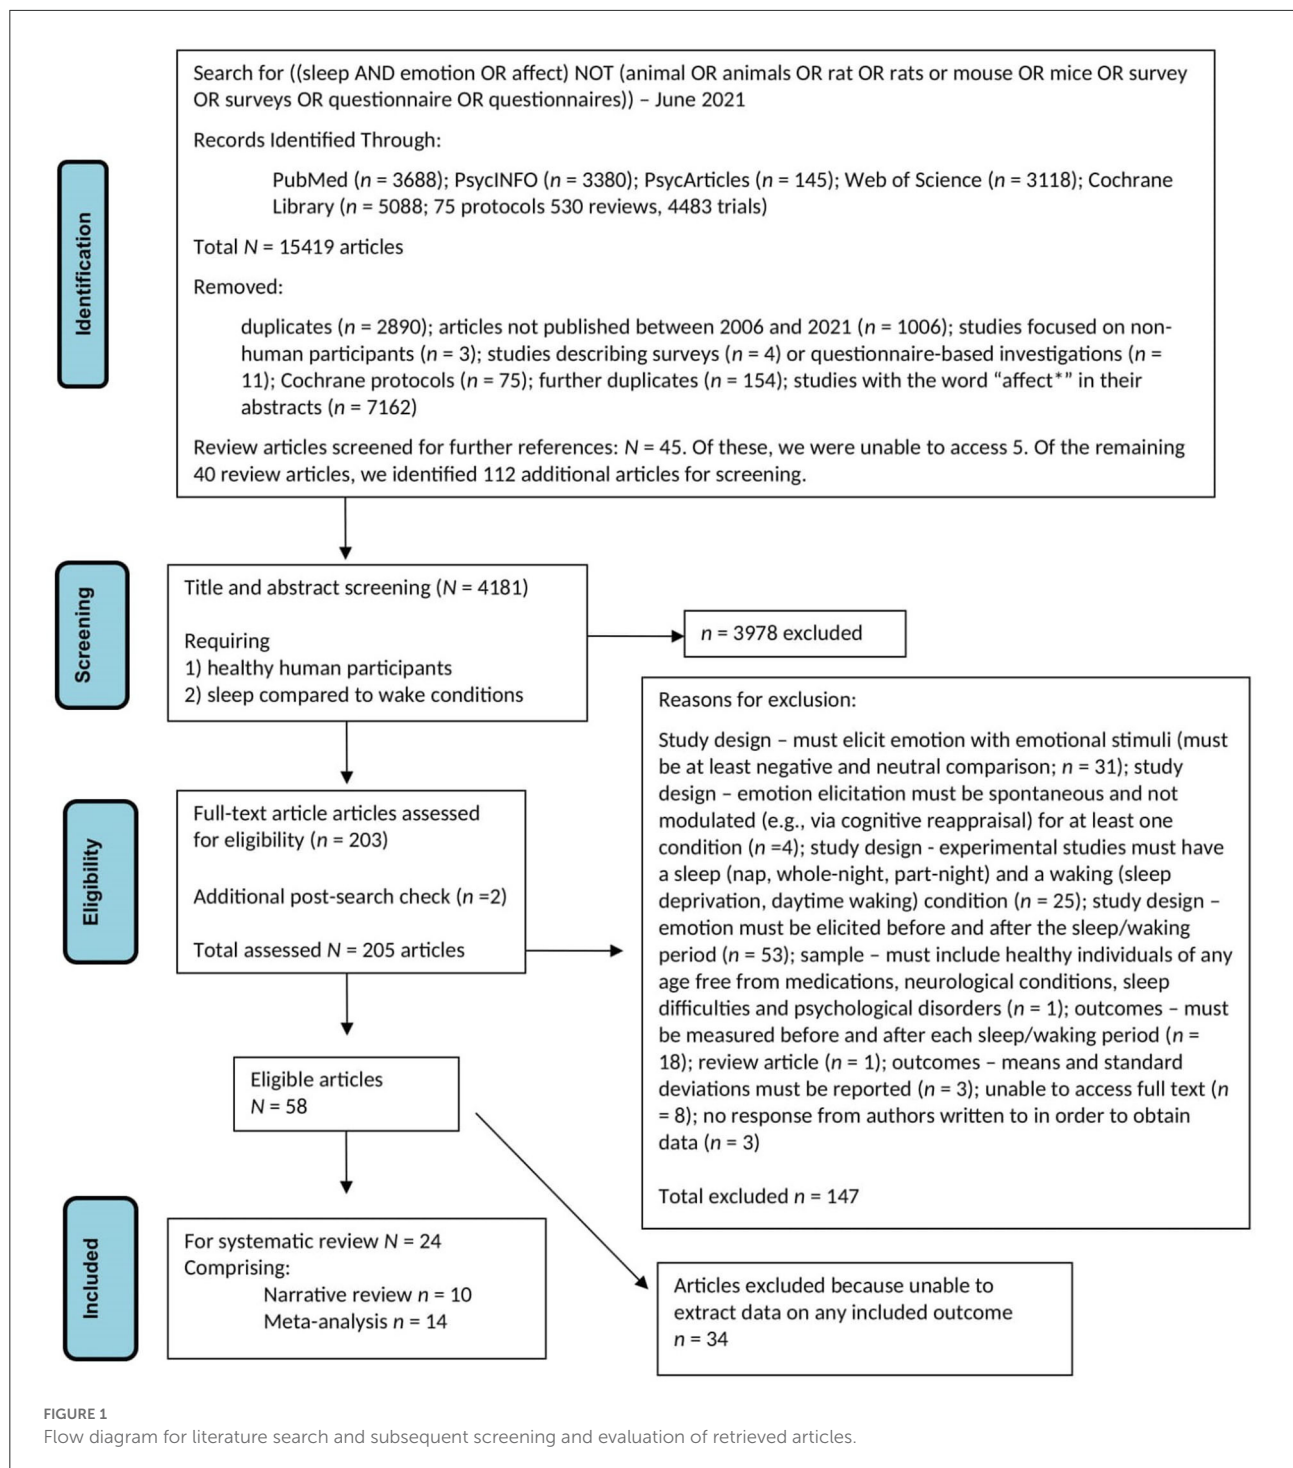 Identification
Search for ((sleep AND emotion OR affect) NOT (animal OR animals OR rat OR rats or mouse OR mice OR survey
OR surveys OR questionnaire OR questionnaires)) – June 2021
Records Identified Through:
PubMed (n = 3688); PsycINFO (n = 3380); PsycArticles (n = 145); Web of Science (n = 3118); Cochrane
Library (n = 5088; 75 protocols 530 reviews, 4483 trials)
Total N = 15419 articles
Removed:
duplicates (n = 2890); articles not published between 2006 and 2021 (n = 1006); studies focused on non-
human participants (n = 3); studies describing surveys (n = 4) or questionnaire-based investigations (n =
11); Cochrane protocols (n = 75); further duplicates (n = 154); studies with the word “affect*” in their
abstracts (n = 7162)
Review articles screened for further references: N = 45. Of these, we were unable to access 5. Of the remaining
40 review articles, we identified 112 additional articles for screening.
Screening
Title and abstract screening (N = 4181)
Requiring
1) healthy human participants
2) sleep compared to wake conditions
n = 3978 excluded
Eligibility
Full-text article articles assessed
for eligibility (n = 203)
Additional post-search check (n =2)
Total assessed N = 205 articles
Reasons for exclusion:
Study design – must elicit emotion with emotional stimuli (must
be at least negative and neutral comparison; n = 31); study
design – emotion elicitation must be spontaneous and not
modulated (e.g., via cognitive reappraisal) for at least one
condition (n =4); study design - experimental studies must have
a sleep (nap, whole-night, part-night) and a waking (sleep
deprivation, daytime waking) condition (n = 25); study design –
emotion must be elicited before and after the sleep/waking
period (n = 53); sample – must include healthy individuals of any
age free from medications, neurological conditions, sleep
difficulties and psychological disorders (n = 1); outcomes – must
be measured before and after each sleep/waking period (n =
18); review article (n = 1); outcomes – means and standard
deviations must be reported (n = 3); unable to access full text (n
= 8); no response from authors written to in order to obtain
data (n = 3)
Total excluded n = 147
Eligible articles
N = 58
Included
For systematic review N = 24
Comprising:
Narrative review n = 10
Meta-analysis n = 14
Articles excluded because unable to
extract data on any included outcome
n = 34
FIGURE 1
Flow diagram for literature search and subsequent screening and evaluation of retrieved articles.